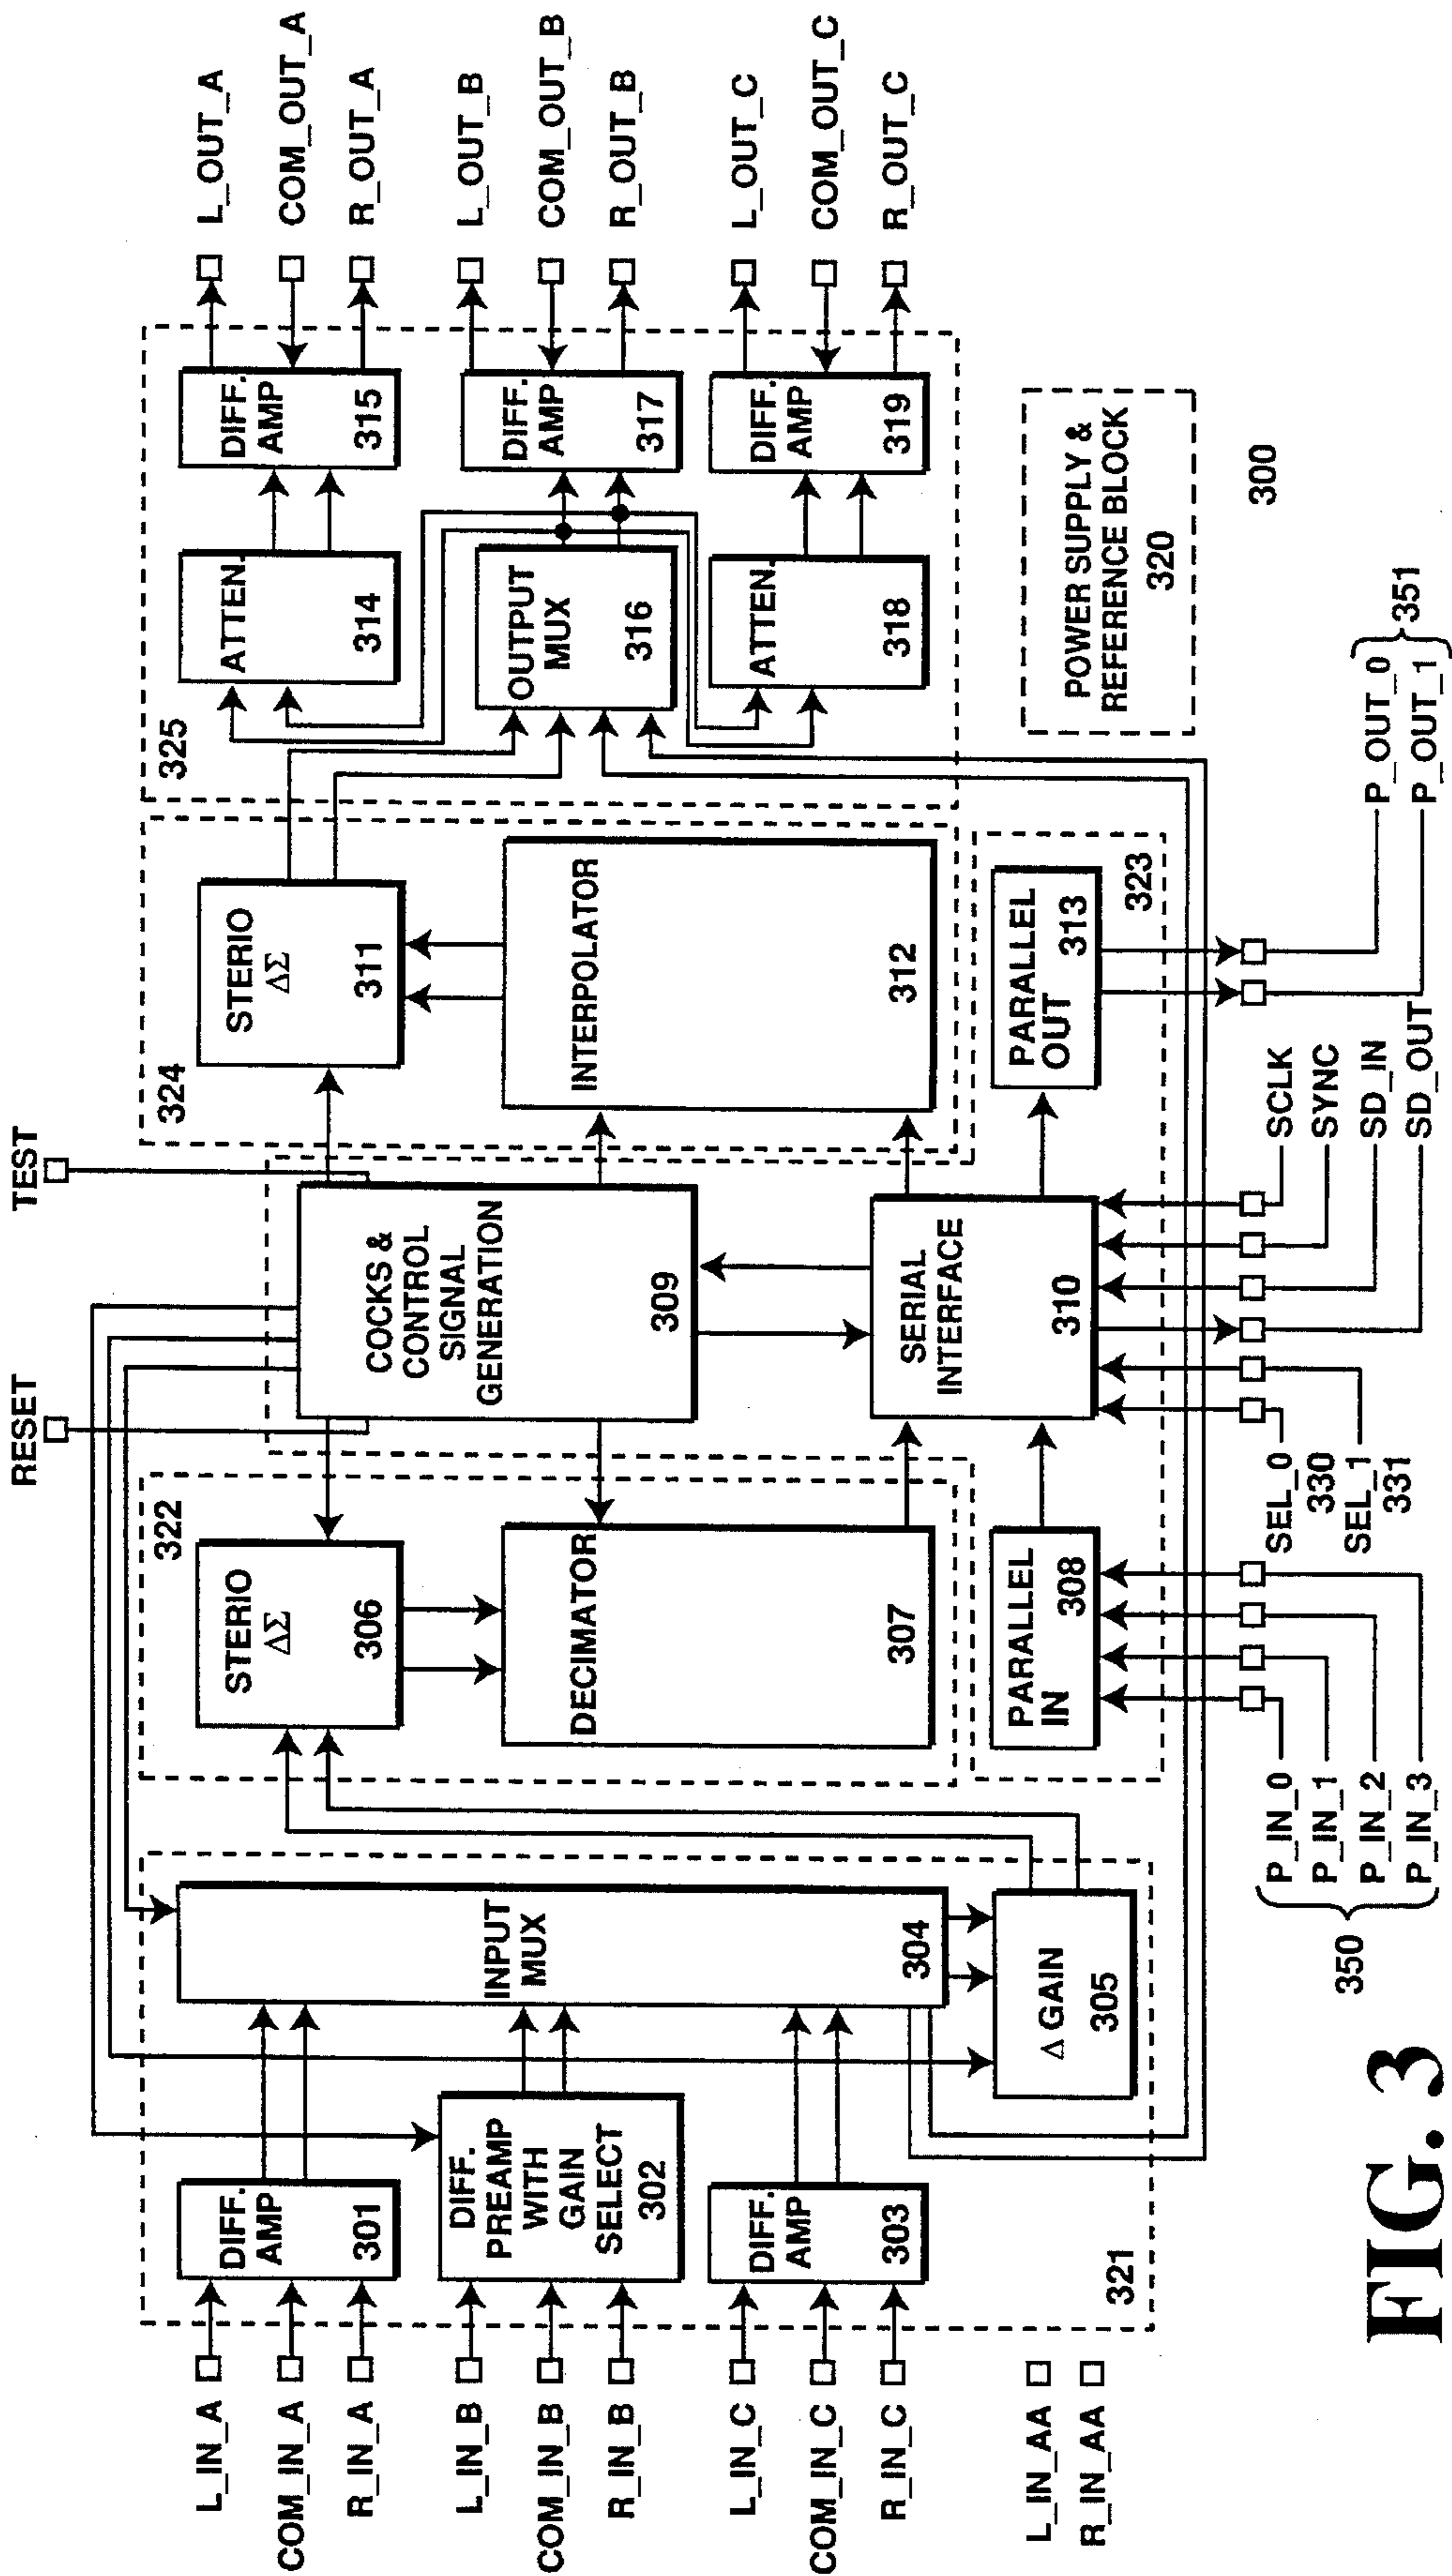 RESET
TEST
L_IN_A
COM_IN_A
R_IN_A
L_IN_B
COM_IN_B
R_IN_B
L_IN_C
COM_IN_C
R_IN_C
L_IN_AA
R_IN_AA
DIFF.
AMP
301
DIFF.
PREAMP
WITH
GAIN
SELECT
302
DIFF.
AMP
303
321
INPUT
MUX
304
Δ GAIN
305
322
STERIO
ΔΣ
306
DECIMATOR
307
PARALLEL
IN
308
COCKS &
CONTROL
SIGNAL
GENERATION
309
SERIAL
INTERFACE
310
324
STERIO
ΔΣ
311
INTERPOLATOR
312
PARALLEL
OUT
313
323
325
ATTEN.
314
DIFF.
AMP
315
OUTPUT
MUX
316
DIFF.
AMP
317
ATTEN.
318
DIFF.
AMP
319
L_OUT_A
COM_OUT_A
R_OUT_A
L_OUT_B
COM_OUT_B
R_OUT_B
L_OUT_C
COM_OUT_C
R_OUT_C
POWER SUPPLY &
REFERENCE BLOCK
320
300
350
P_IN_0
P_IN_1
P_IN_2
P_IN_3
SEL_0
330
SEL_1
331
SCLK
SYNC
SD_IN
SD_OUT
P_OUT_0
P_OUT_1
351
FIG. 3